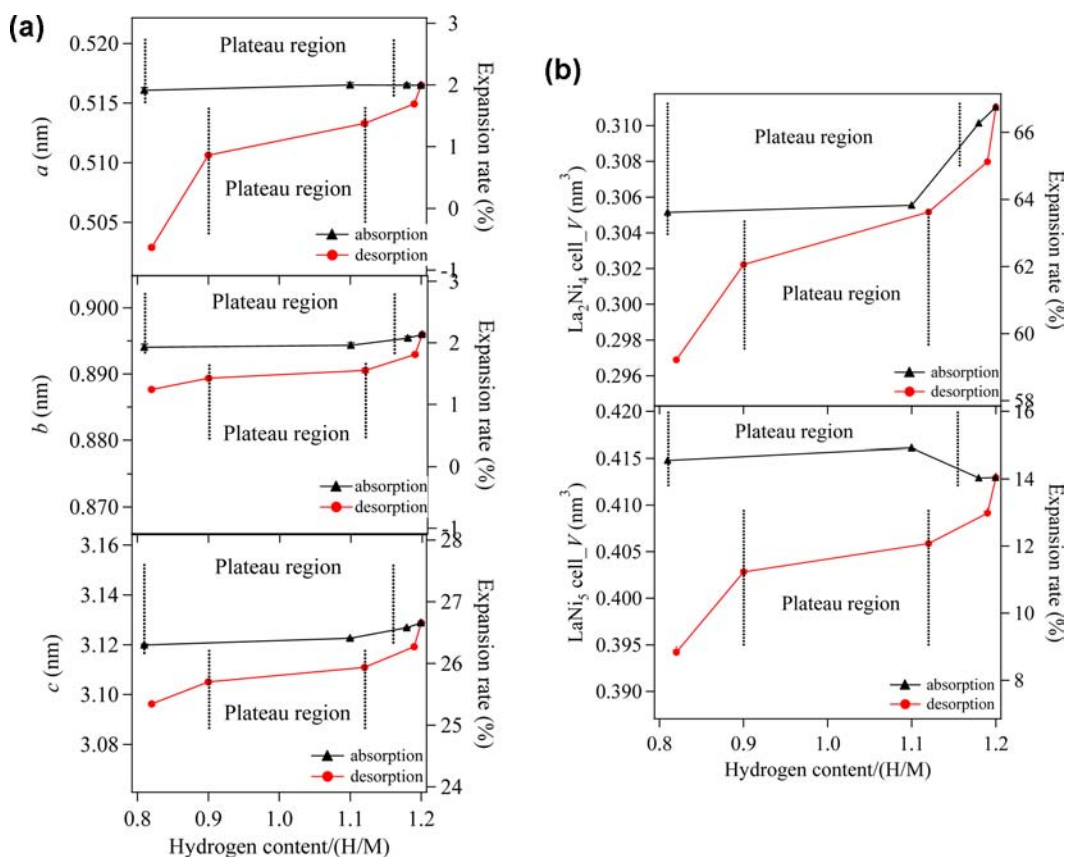 (a)
0.520
0.515
0.510
0.505
a (nm)
Plateau region
Plateau region
absorption
desorption
3
2
1
0
-1
Expansion rate (%)
0.900
0.890
0.880
0.870
b (nm)
Plateau region
Plateau region
absorption
desorption
3
2
1
0
-1
Expansion rate (%)
3.16
3.14
3.12
3.10
3.08
c (nm)
Plateau region
Plateau region
absorption
desorption
28
27
26
25
24
Expansion rate (%)
0.8 0.9 1.0 1.1 1.2
Hydrogen content/(H/M)
(b)
0.310
0.308
0.306
0.304
0.302
0.300
0.298
0.296
La₂Ni₄ cell_V (nm³)
Plateau region
Plateau region
absorption
desorption
66
64
62
60
58
Expansion rate (%)
0.420
0.415
0.410
0.405
0.400
0.395
0.390
LaNi₅ cell_V (nm³)
Plateau region
Plateau region
absorption
desorption
16
14
12
10
8
Expansion rate (%)
0.8 0.9 1.0 1.1 1.2
Hydrogen content/(H/M)